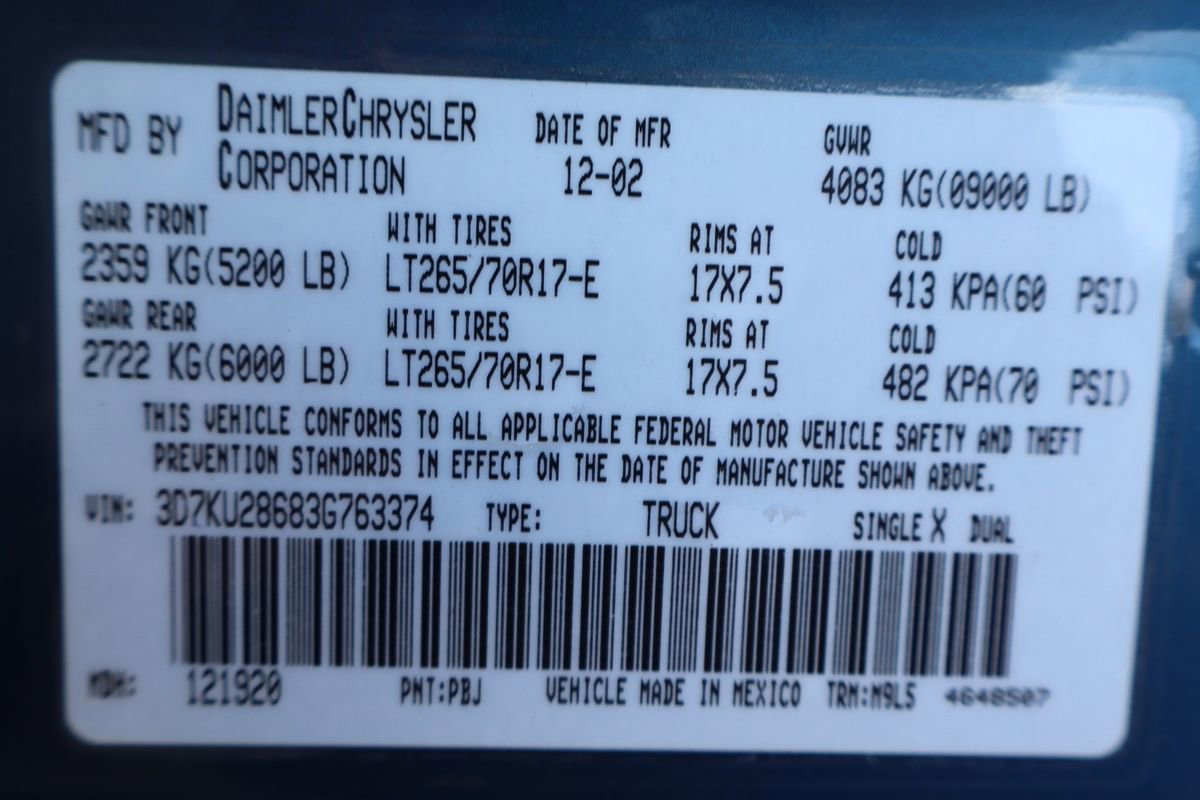 MFD BY DAIMLERCHRYSLER CORPORATION DATE OF MFR 12-02 GVWR 4083 KG(09000 LB)
GAWR FRONT WITH TIRES RIMS AT COLD
2359 KG(5200 LB) LT265/70R17-E 17X7.5 413 KPA(60 PSI)
GAWR REAR WITH TIRES RIMS AT COLD
2722 KG(6000 LB) LT265/70R17-E 17X7.5 482 KPA(70 PSI)
THIS VEHICLE CONFORMS TO ALL APPLICABLE FEDERAL MOTOR VEHICLE SAFETY AND THEFT
PREVENTION STANDARDS IN EFFECT ON THE DATE OF MANUFACTURE SHOWN ABOVE.
VIN: 3D7KU28683G763374 TYPE: TRUCK SINGLE X DUAL
MDH: 121920 PNT:PBJ VEHICLE MADE IN MEXICO TRM:M9L5 4648507